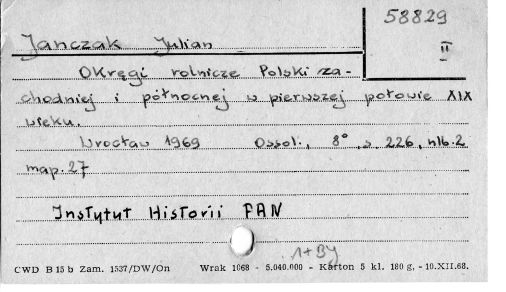 58829
II
Janczak Julian
Okręgi rolnicze Polski za-
chodniej i północnej w pierwszej połowie XIX
wieku.
Wrocław 1969 Ossol., 8°, s. 226, nlb. 2
map. 27
Instytut Historii PAN
1+BY
CWD B 15 b Zam. 1537/DW/On Wrak 1068 - 5.040.000 - Karton 5 kl. 180 g. - 10.XII.68.